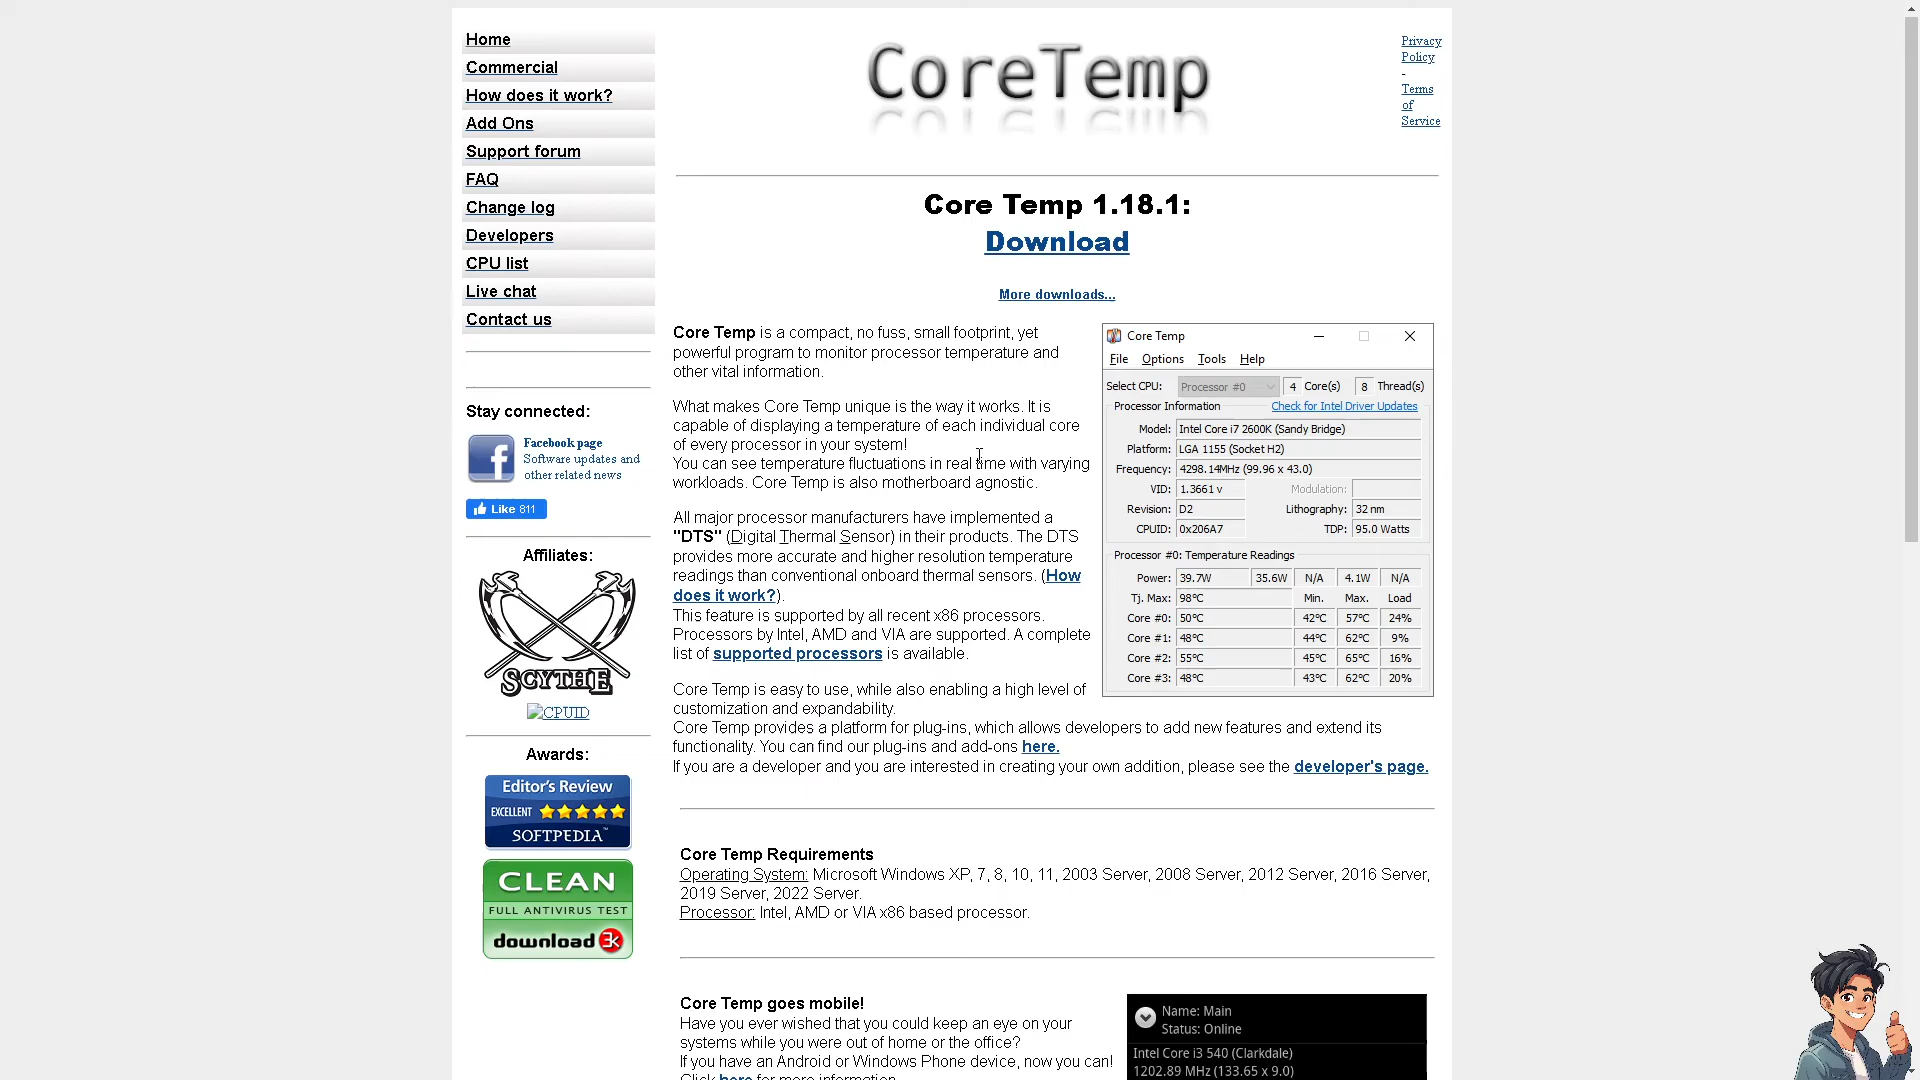 Home
Commercial
How does it work?
Add Ons
Support forum
FAQ
Change log
Developers
CPU list
Live chat
Contact us
Stay connected:
Facebook page
Software updates and
other related news
Like 811
Affiliates:
SCYTHE
CPUID
Awards:
Editor's Review
EXCELLENT
SOFTPEDIA™
CLEAN
FULL ANTIVIRUS TEST
download 3K
CoreTemp
Privacy
Policy
-
Terms
of
Service
Core Temp 1.18.1:
Download
More downloads...
Core Temp is a compact, no fuss, small footprint, yet
powerful program to monitor processor temperature and
other vital information.
What makes Core Temp unique is the way it works. It is
capable of displaying a temperature of each individual core
of every processor in your system!
You can see temperature fluctuations in real time with varying
workloads. Core Temp is also motherboard agnostic.
All major processor manufacturers have implemented a
"DTS" (Digital Thermal Sensor) in their products. The DTS
provides more accurate and higher resolution temperature
readings than conventional onboard thermal sensors. (How
does it work?).
This feature is supported by all recent x86 processors.
Processors by Intel, AMD and VIA are supported. A complete
list of supported processors is available.
Core Temp is easy to use, while also enabling a high level of
customization and expandability.
Core Temp provides a platform for plug-ins, which allows developers to add new features and extend its
functionality. You can find our plug-ins and add-ons here.
If you are a developer and you are interested in creating your own addition, please see the developer's page.
Core Temp
File Options Tools Help
Select CPU: Processor #0 4 Core(s) 8 Thread(s)
Processor Information Check for Intel Driver Updates
Model: Intel Core i7 2600K (Sandy Bridge)
Platform: LGA 1155 (Socket H2)
Frequency: 4298.14MHz (99.96 x 43.0)
VID: 1.3661 v Modulation:
Revision: D2 Lithography: 32 nm
CPUID: 0x206A7 TDP: 95.0 Watts
Processor #0: Temperature Readings
Power: 39.7W 35.6W N/A 4.1W N/A
Tj. Max: 98°C Min. Max. Load
Core #0: 50°C 42°C 57°C 24%
Core #1: 48°C 44°C 62°C 9%
Core #2: 55°C 45°C 65°C 16%
Core #3: 48°C 43°C 62°C 20%
Core Temp Requirements
Operating System: Microsoft Windows XP, 7, 8, 10, 11, 2003 Server, 2008 Server, 2012 Server, 2016 Server,
2019 Server, 2022 Server.
Processor: Intel, AMD or VIA x86 based processor.
Core Temp goes mobile!
Have you ever wished that you could keep an eye on your
systems while you were out of home or the office?
If you have an Android or Windows Phone device, now you can!
Click here for more information.
Name: Main
Status: Online
Intel Core i3 540 (Clarkdale)
1202.89 MHz (133.65 x 9.0)